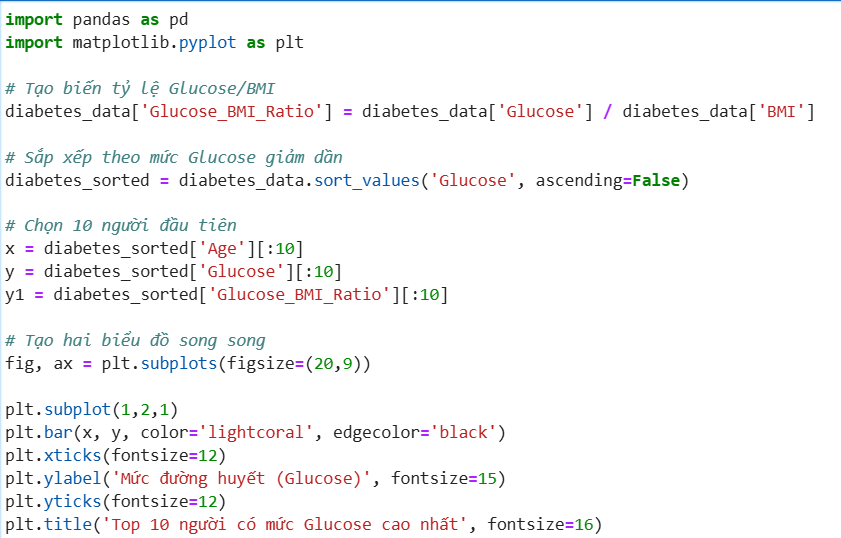 import pandas as pd
import matplotlib.pyplot as plt
# Tạo biến tỷ lệ Glucose/BMI
diabetes_data['Glucose_BMI_Ratio'] = diabetes_data['Glucose'] / diabetes_data['BMI']
# Sắp xếp theo mức Glucose giảm dần
diabetes_sorted = diabetes_data.sort_values('Glucose', ascending=False)
# Chọn 10 người đầu tiên
x = diabetes_sorted['Age'][:10]
y = diabetes_sorted['Glucose'][:10]
y1 = diabetes_sorted['Glucose_BMI_Ratio'][:10]
# Tạo hai biểu đồ song song
fig, ax = plt.subplots(figsize=(20,9))
plt.subplot(1,2,1)
plt.bar(x, y, color='lightcoral', edgecolor='black')
plt.xticks(fontsize=12)
plt.ylabel('Mức đường huyết (Glucose)', fontsize=15)
plt.yticks(fontsize=12)
plt.title('Top 10 người có mức Glucose cao nhất', fontsize=16)